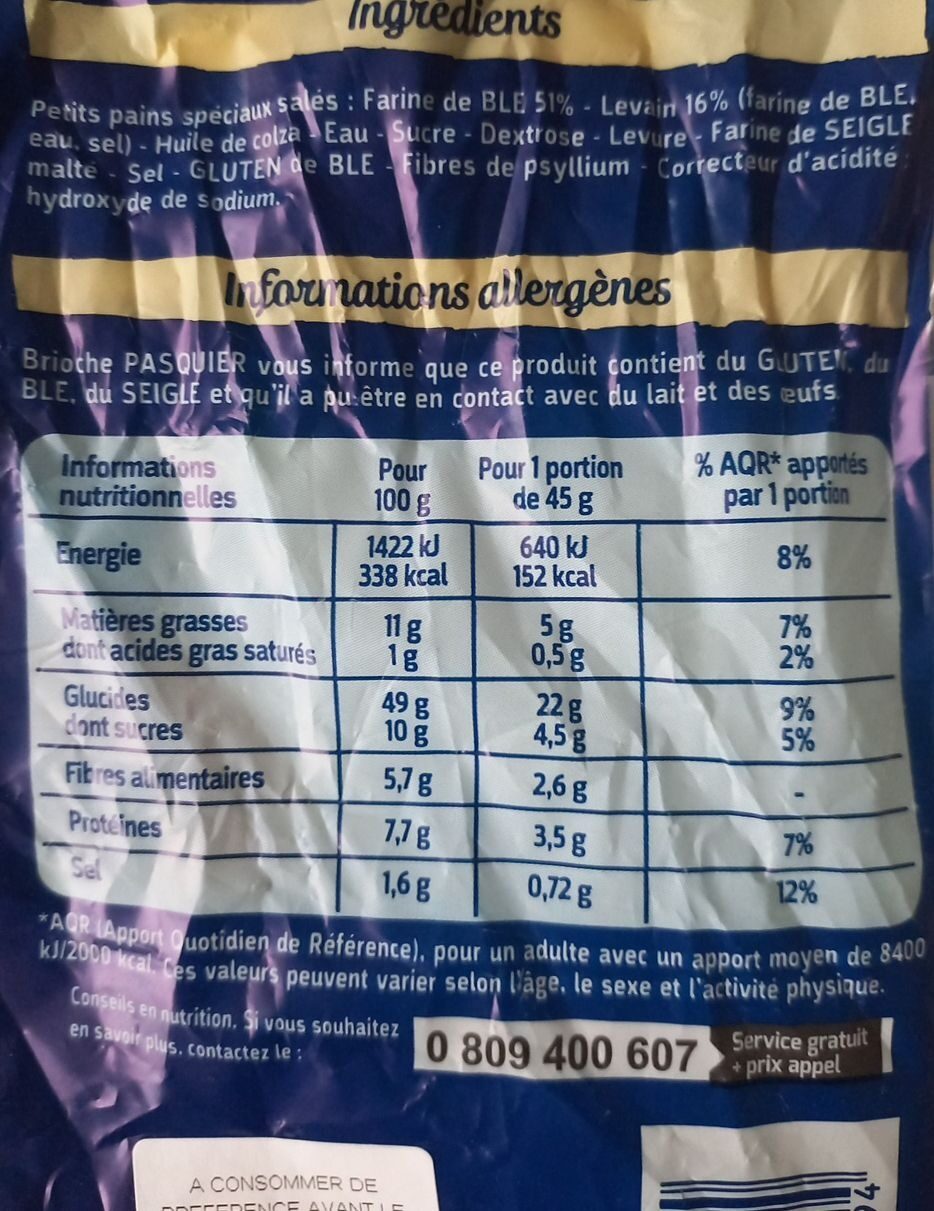 Ingrédients
Petits pains spéciaux salés : Farine de BLE 51% - Levain 16% (farine de BLE,
eau, sel) - Huile de colza - Eau - Sucre - Dextrose - Levure - Farine de SEIGLE
malté - Sel - GLUTEN de BLE - Fibres de psyllium - Correcteur d'acidité :
hydroxyde de sodium.
Informations allergènes
Brioche PASQUIER vous informe que ce produit contient du GLUTEN, du
BLE, du SEIGLE et qu'il a pu être en contact avec du lait et des œufs.
Informations Pour Pour 1 portion % AQR* apportés
nutritionnelles 100 g de 45 g par 1 portion
Energie 1422 kJ 640 kJ 8%
338 kcal 152 kcal
Matières grasses 11 g 5 g 7%
dont acides gras saturés 1 g 0,5 g 2%
Glucides 49 g 22 g 9%
dont sucres 10 g 4,5 g 5%
Fibres alimentaires 5,7 g 2,6 g -
Protéines 7,7 g 3,5 g 7%
Sel 1,6 g 0,72 g 12%
*AQR (Apport Quotidien de Référence), pour un adulte avec un apport moyen de 8400
kJ/2000 kcal. Ces valeurs peuvent varier selon l'âge, le sexe et l'activité physique.
Conseils en nutrition. Si vous souhaitez
en savoir plus, contactez le :
0 809 400 607 Service gratuit
+ prix appel
A CONSOMMER DE
PREFERENCE AVANT LE